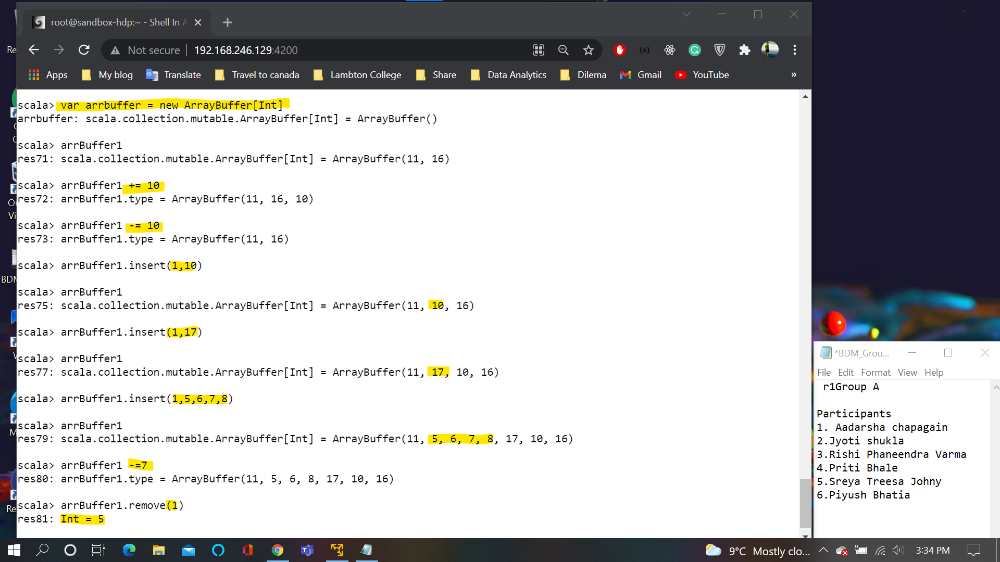 root@sandbox-hdp:~ - Shell In A
Not secure | 192.168.246.129:4200
Apps My blog Translate Travel to canada Lambton College Share Data Analytics Dilema Gmail YouTube »
scala> var arrbuffer = new ArrayBuffer[Int]
arrbuffer: scala.collection.mutable.ArrayBuffer[Int] = ArrayBuffer()
scala> arrBuffer1
res71: scala.collection.mutable.ArrayBuffer[Int] = ArrayBuffer(11, 16)
scala> arrBuffer1 += 10
res72: arrBuffer1.type = ArrayBuffer(11, 16, 10)
scala> arrBuffer1 -= 10
res73: arrBuffer1.type = ArrayBuffer(11, 16)
scala> arrBuffer1.insert(1,10)
scala> arrBuffer1
res75: scala.collection.mutable.ArrayBuffer[Int] = ArrayBuffer(11, 10, 16)
scala> arrBuffer1.insert(1,17)
scala> arrBuffer1
res77: scala.collection.mutable.ArrayBuffer[Int] = ArrayBuffer(11, 17, 10, 16)
scala> arrBuffer1.insert(1,5,6,7,8)
scala> arrBuffer1
res79: scala.collection.mutable.ArrayBuffer[Int] = ArrayBuffer(11, 5, 6, 7, 8, 17, 10, 16)
scala> arrBuffer1 -=7
res80: arrBuffer1.type = ArrayBuffer(11, 5, 6, 8, 17, 10, 16)
scala> arrBuffer1.remove(1)
res81: Int = 5
*BDM_Grou...
File Edit Format View Help
r1Group A
Participants
1. Aadarsha chapagain
2.Jyoti shukla
3.Rishi Phaneendra Varma
4.Priti Bhale
5.Sreya Treesa Johny
6.Piyush Bhatia
Re
BDM
Re
9°C Mostly clo... 3:34 PM